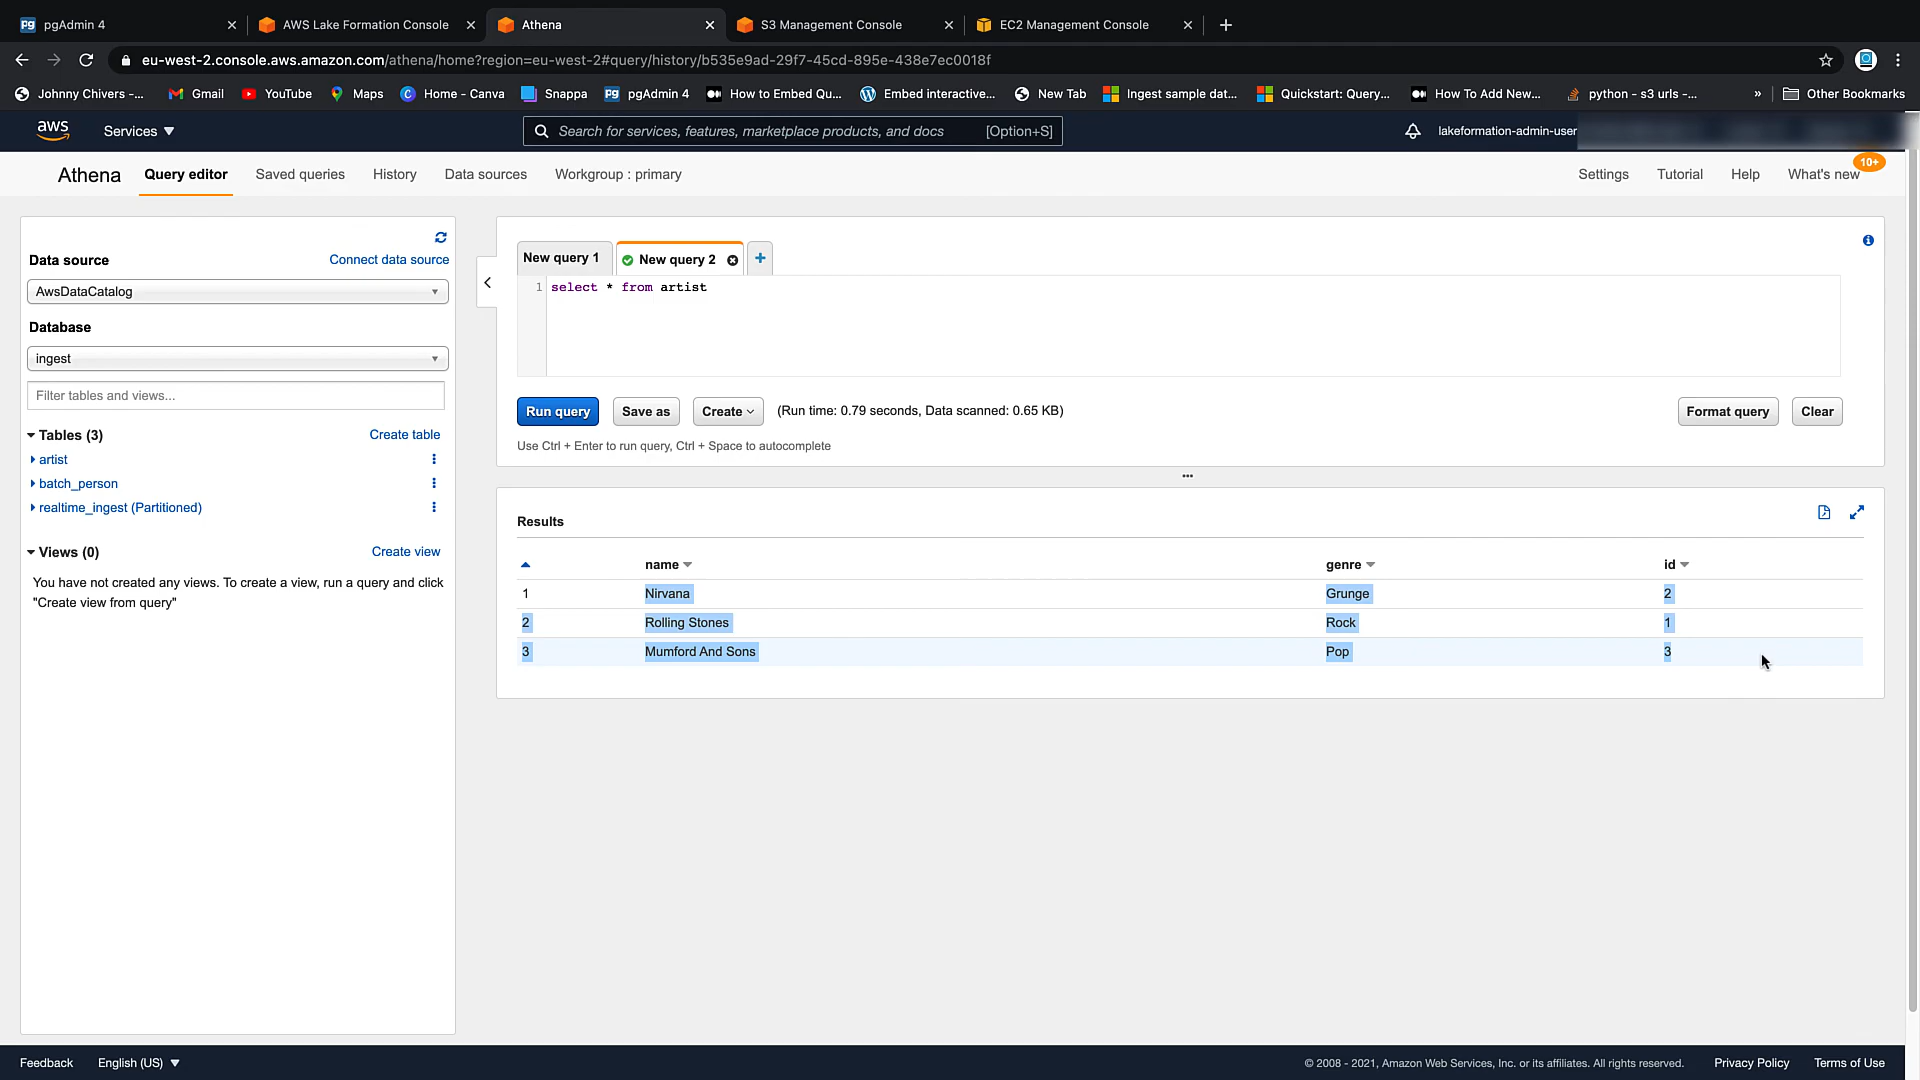 pgAdmin 4
AWS Lake Formation Console
Athena
S3 Management Console
EC2 Management Console
eu-west-2.console.aws.amazon.com/athena/home?region=eu-west-2#query/history/b535e9ad-29f7-45cd-895e-438e7ec0018f
Johnny Chivers -...
Gmail
YouTube
Maps
Home - Canva
Snappa
pgAdmin 4
How to Embed Qu...
Embed interactive...
New Tab
Ingest sample dat...
Quickstart: Query...
How To Add New...
python - s3 urls -...
»
Other Bookmarks
aws
Services
Search for services, features, marketplace products, and docs
[Option+S]
lakeformation-admin-user
Athena
Query editor
Saved queries
History
Data sources
Workgroup : primary
Settings
Tutorial
Help
What's new
10+
Data source
Connect data source
AwsDataCatalog
Database
ingest
Filter tables and views...
Tables (3)
Create table
artist
batch_person
realtime_ingest (Partitioned)
Views (0)
Create view
You have not created any views. To create a view, run a query and click
"Create view from query"
New query 1
New query 2
1 select * from artist
Run query
Save as
Create
(Run time: 0.79 seconds, Data scanned: 0.65 KB)
Format query
Clear
Use Ctrl + Enter to run query, Ctrl + Space to autocomplete
Results
name genre id
1 Nirvana Grunge 2
2 Rolling Stones Rock 1
3 Mumford And Sons Pop 3
Feedback
English (US)
© 2008 - 2021, Amazon Web Services, Inc. or its affiliates. All rights reserved.
Privacy Policy
Terms of Use